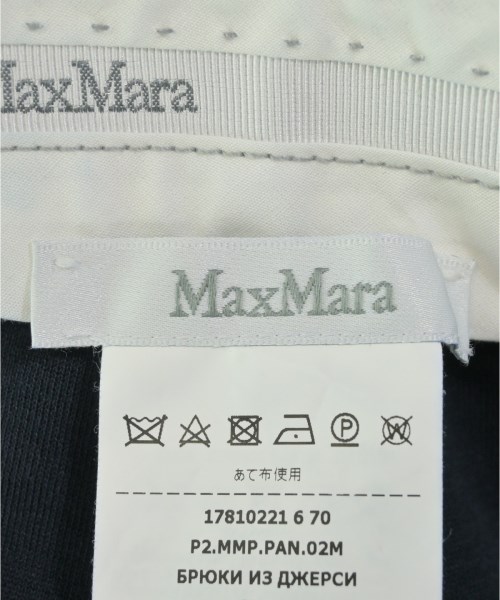 MaxMara
MaxMara
P
W
あて布使用
17810221 6 70
P2.MMP.PAN.02M
БРЮКИ ИЗ ДЖЕРСИ